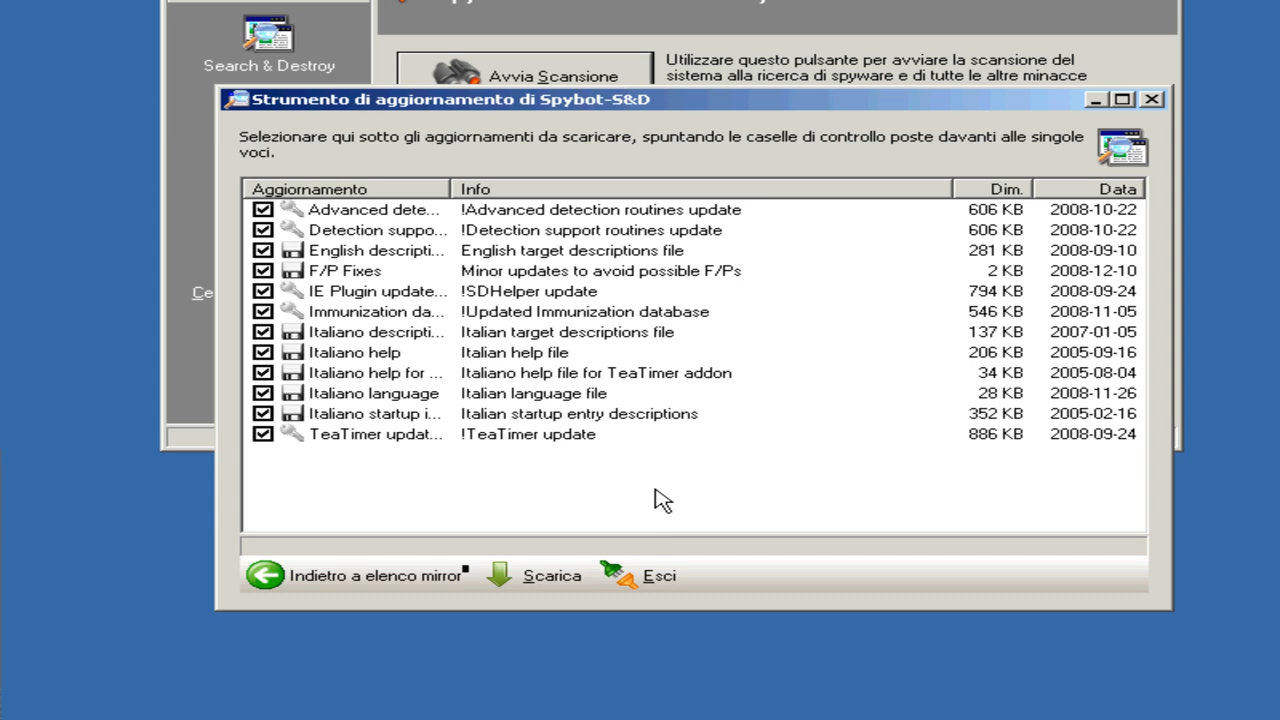 Search & Destroy
Avvia Scansione
Utilizzare questo pulsante per avviare la scansione del
sistema alla ricerca di spyware e di tutte le altre minacce
Strumento di aggiornamento di Spybot-S&D
Selezionare qui sotto gli aggiornamenti da scaricare, spuntando le caselle di controllo poste davanti alle singole
voci.
Aggiornamento Info Dim. Data
Advanced dete... !Advanced detection routines update 606 KB 2008-10-22
Detection suppo... !Detection support routines update 606 KB 2008-10-22
English descripti... English target descriptions file 281 KB 2008-09-10
F/P Fixes Minor updates to avoid possible F/Ps 2 KB 2008-12-10
IE Plugin update... !SDHelper update 794 KB 2008-09-24
Immunization da... !Updated Immunization database 546 KB 2008-11-05
Italiano descripti... Italian target descriptions file 137 KB 2007-01-05
Italiano help Italian help file 206 KB 2005-09-16
Italiano help for ... Italiano help file for TeaTimer addon 34 KB 2005-08-04
Italiano language Italian language file 28 KB 2008-11-26
Italiano startup i... Italian startup entry descriptions 352 KB 2005-02-16
TeaTimer updat... !TeaTimer update 886 KB 2008-09-24
Ce
Indietro a elenco mirror Scarica Esci